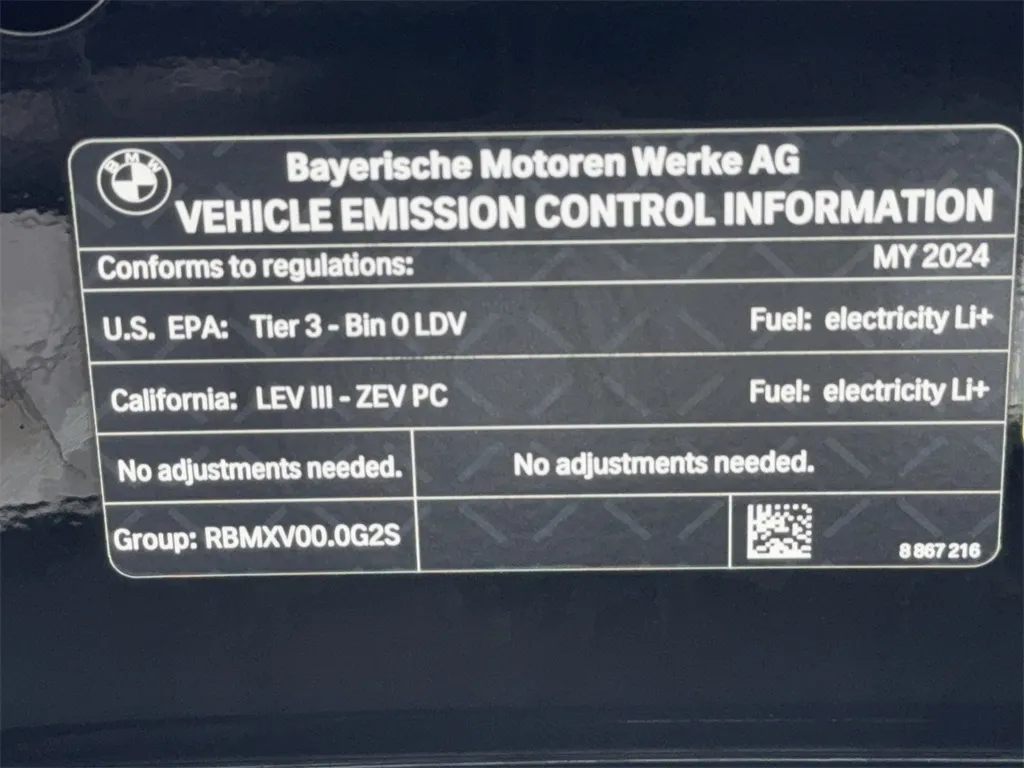 BMW
Bayerische Motoren Werke AG
VEHICLE EMISSION CONTROL INFORMATION
Conforms to regulations: MY 2024
U.S. EPA: Tier 3 - Bin 0 LDV Fuel: electricity Li+
California: LEV III - ZEV PC Fuel: electricity Li+
No adjustments needed. No adjustments needed.
Group: RBMXV00.0G2S 8 867 216